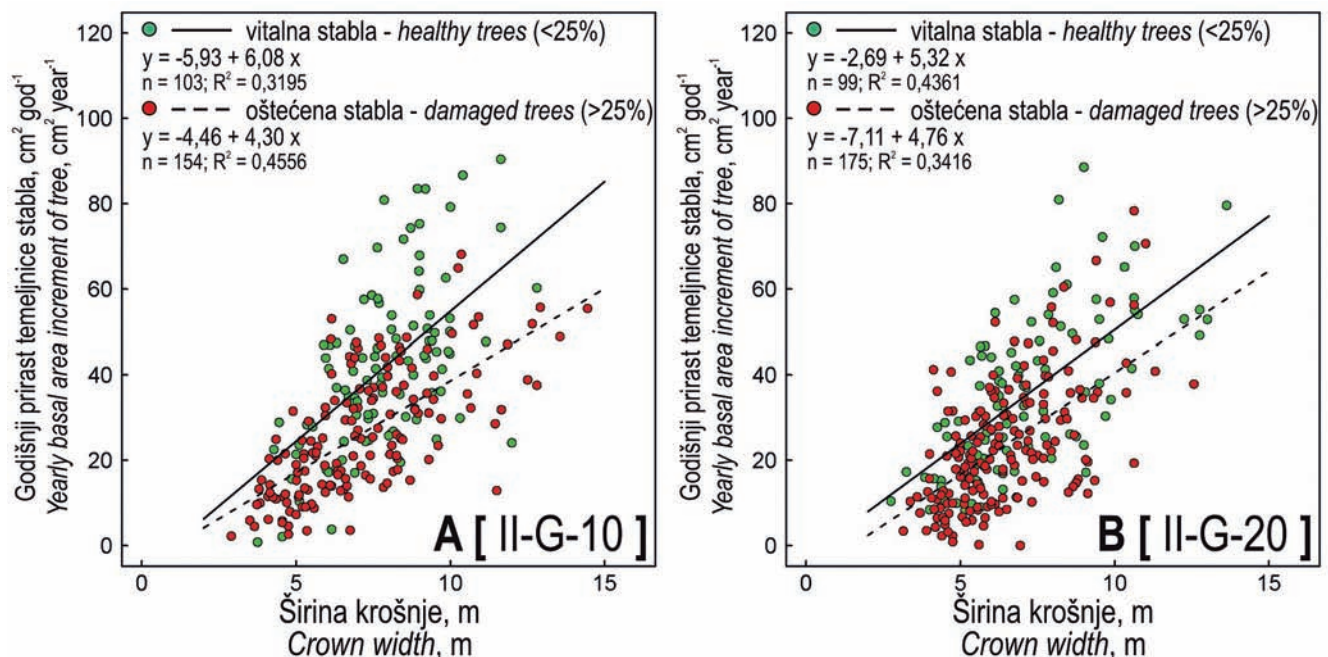 Godišnji prirast temeljnice stabla, cm² god⁻¹
Yearly basal area increment of tree, cm² year⁻¹
120
100
80
60
40
20
0
vitalna stabla - healthy trees (<25%)
y = -5,93 + 6,08 x
n = 103; R² = 0,3195
oštećena stabla - damaged trees (>25%)
y = -4,46 + 4,30 x
n = 154; R² = 0,4556
A [ II-G-10 ]
0 5 10 15
Širina krošnje, m
Crown width, m
Godišnji prirast temeljnice stabla, cm² god⁻¹
Yearly basal area increment of tree, cm² year⁻¹
120
100
80
60
40
20
0
vitalna stabla - healthy trees (<25%)
y = -2,69 + 5,32 x
n = 99; R² = 0,4361
oštećena stabla - damaged trees (>25%)
y = -7,11 + 4,76 x
n = 175; R² = 0,3416
B [ II-G-20 ]
0 5 10 15
Širina krošnje, m
Crown width, m